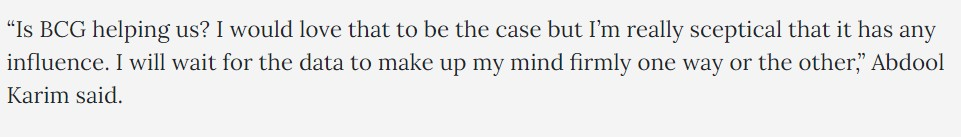 “Is BCG helping us? I would love that to be the case but I’m really sceptical that it has any
influence. I will wait for the data to make up my mind firmly one way or the other,” Abdool
Karim said.